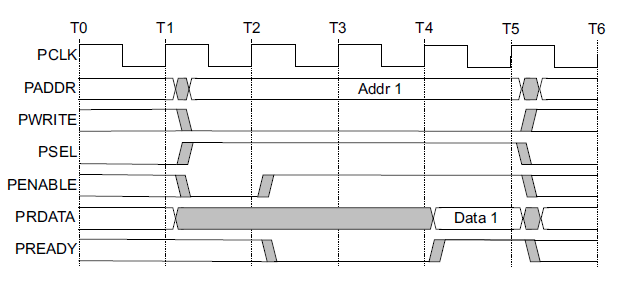 T0 T1 T2 T3 T4 T5 T6
PCLK
PADDR Addr 1
PWRITE
PSEL
PENABLE
PRDATA Data 1
PREADY